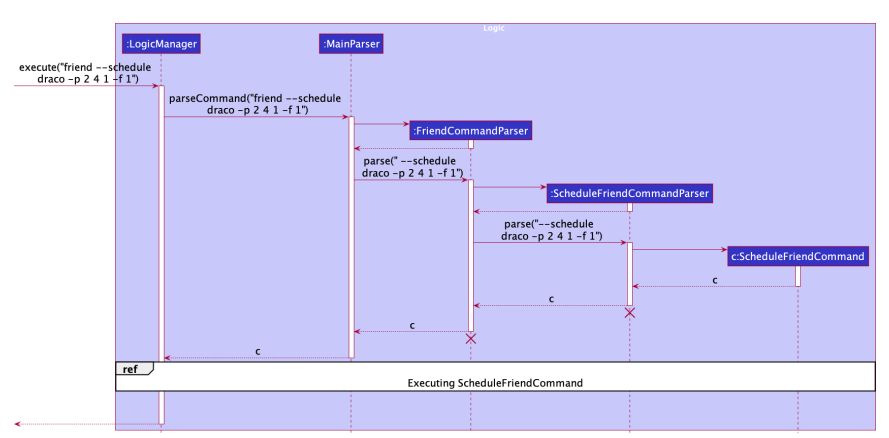 Logic
:LogicManager
:MainParser
execute("friend --schedule
draco -p 2 4 1 -f 1")
parseCommand("friend --schedule
draco -p 2 4 1 -f 1")
:FriendCommandParser
parse(" --schedule
draco -p 2 4 1 -f 1")
:ScheduleFriendCommandParser
parse("--schedule
draco -p 2 4 1 -f 1")
c:ScheduleFriendCommand
c
c
c
c
ref
Executing ScheduleFriendCommand